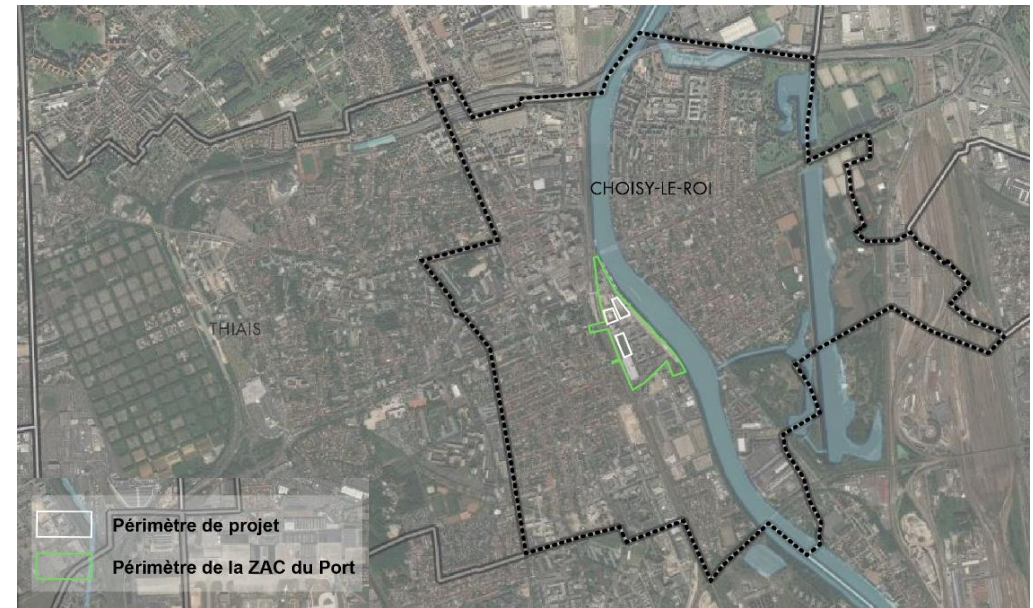 CHOISY-LE-ROI
THIAIS
Périmètre de projet
Périmètre de la ZAC du Port